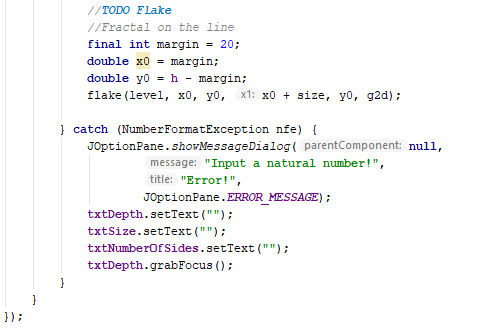 //TODO Flake
//Fractal on the line
final int margin = 20;
double x0 = margin;
double y0 = h - margin;
flake(level, x0, y0, x1: x0 + size, y0, g2d);
} catch (NumberFormatException nfe) {
JOptionPane.showMessageDialog( parentComponent: null,
message: "Input a natural number!",
title: "Error!",
JOptionPane.ERROR_MESSAGE);
txtDepth.setText("");
txtSize.setText("");
txtNumberOfSides.setText("");
txtDepth.grabFocus();
}
}
});